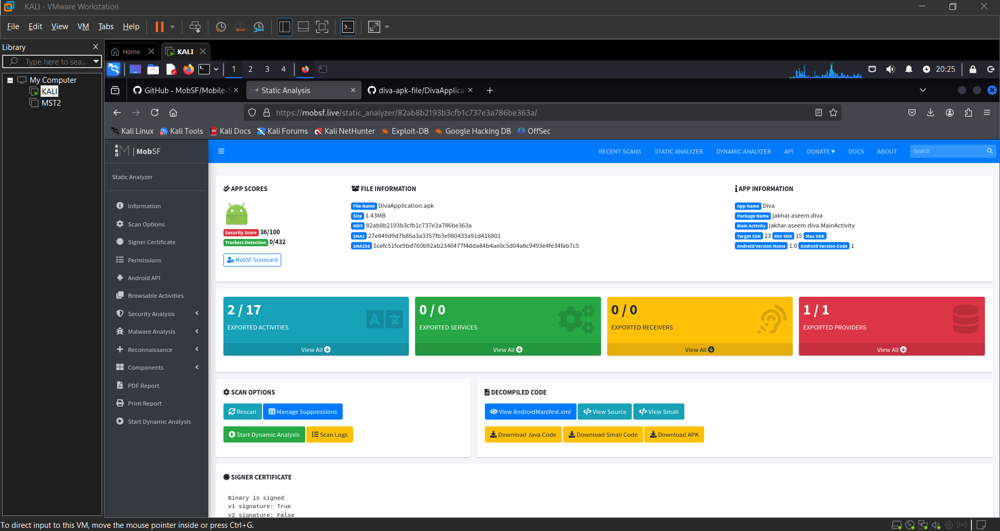 KALI - VMware Workstation
File Edit View VM Tabs Help
Library
Type here to sea...
My Computer
KALI
MST2
Home
KALI
1 2 3 4
20:25
GitHub - MobSF/Mobile-S
Static Analysis
diva-apk-file/DivaApplica
https://mobsf.live/static_analyzer/82ab8b2193b3cfb1c737e3a786be363a/
Kali Linux Kali Tools Kali Docs Kali Forums Kali NetHunter Exploit-DB Google Hacking DB OffSec
MobSF
RECENT SCANS STATIC ANALYZER DYNAMIC ANALYZER API DONATE ♥ DOCS ABOUT
Search
Static Analyzer
Information
Scan Options
Signer Certificate
Permissions
Android API
Browsable Activities
Security Analysis
Malware Analysis
Reconnaissance
Components
PDF Report
Print Report
Start Dynamic Analysis
APP SCORES
Security Score 36/100
Trackers Detection 0/432
MobSF Scorecard
FILE INFORMATION
File Name DivaApplication.apk
Size 1.43MB
MD5 82ab8b2193b3cfb1c737e3a786be363a
SHA1 27e849d9d7b86a3a3357fb3e980433a91d416801
SHA256 5cefc51fce9bd760b92ab2340477f4dda84b4ae0c5d04a8c9493e4fe34fab7c5
APP INFORMATION
App Name Diva
Package Name jakhar.aseem.diva
Main Activity jakhar.aseem.diva.MainActivity
Target SDK 23 Min SDK 15 Max SDK
Android Version Name 1.0 Android Version Code 1
2 / 17
EXPORTED ACTIVITIES
View All
0 / 0
EXPORTED SERVICES
View All
0 / 0
EXPORTED RECEIVERS
View All
1 / 1
EXPORTED PROVIDERS
View All
SCAN OPTIONS
Rescan Manage Suppressions
Start Dynamic Analysis Scan Logs
DECOMPILED CODE
View AndroidManifest.xml View Source View Smali
Download Java Code Download Smali Code Download APK
SIGNER CERTIFICATE
Binary is signed
v1 signature: True
v2 signature: False
To direct input to this VM, move the mouse pointer inside or press Ctrl+G.